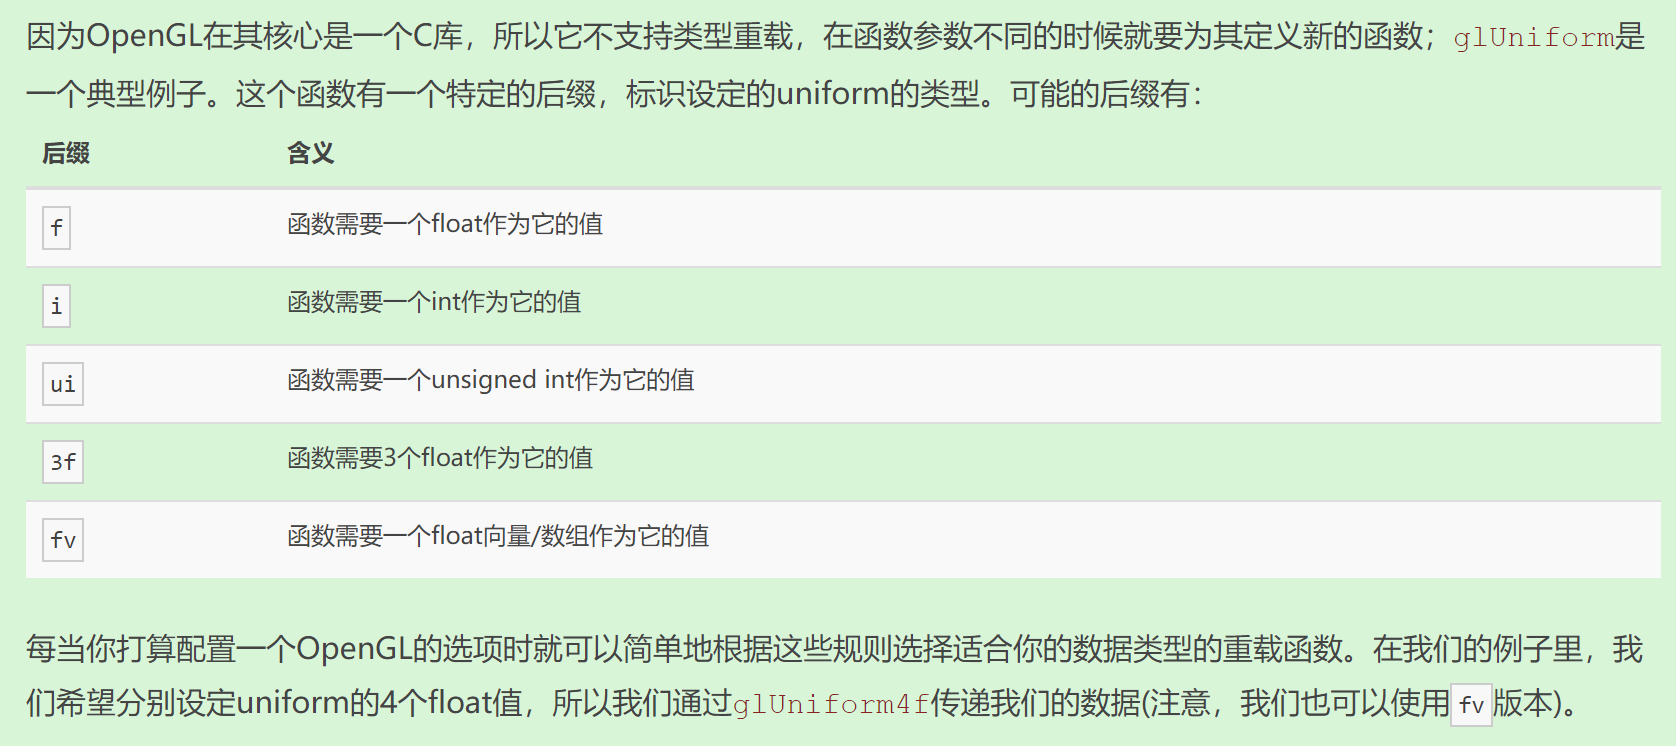 因为OpenGL在其核心是一个C库，所以它不支持类型重载，在函数参数不同的时候就要为其定义新的函数；glUniform是
一个典型例子。这个函数有一个特定的后缀，标识设定的uniform的类型。可能的后缀有：
后缀 含义
f 函数需要一个float作为它的值
i 函数需要一个int作为它的值
ui 函数需要一个unsigned int作为它的值
3f 函数需要3个float作为它的值
fv 函数需要一个float向量/数组作为它的值
每当你打算配置一个OpenGL的选项时就可以简单地根据这些规则选择适合你的数据类型的重载函数。在我们的例子里，我
们希望分别设定uniform的4个float值，所以我们通过glUniform4f传递我们的数据(注意，我们也可以使用fv版本)。